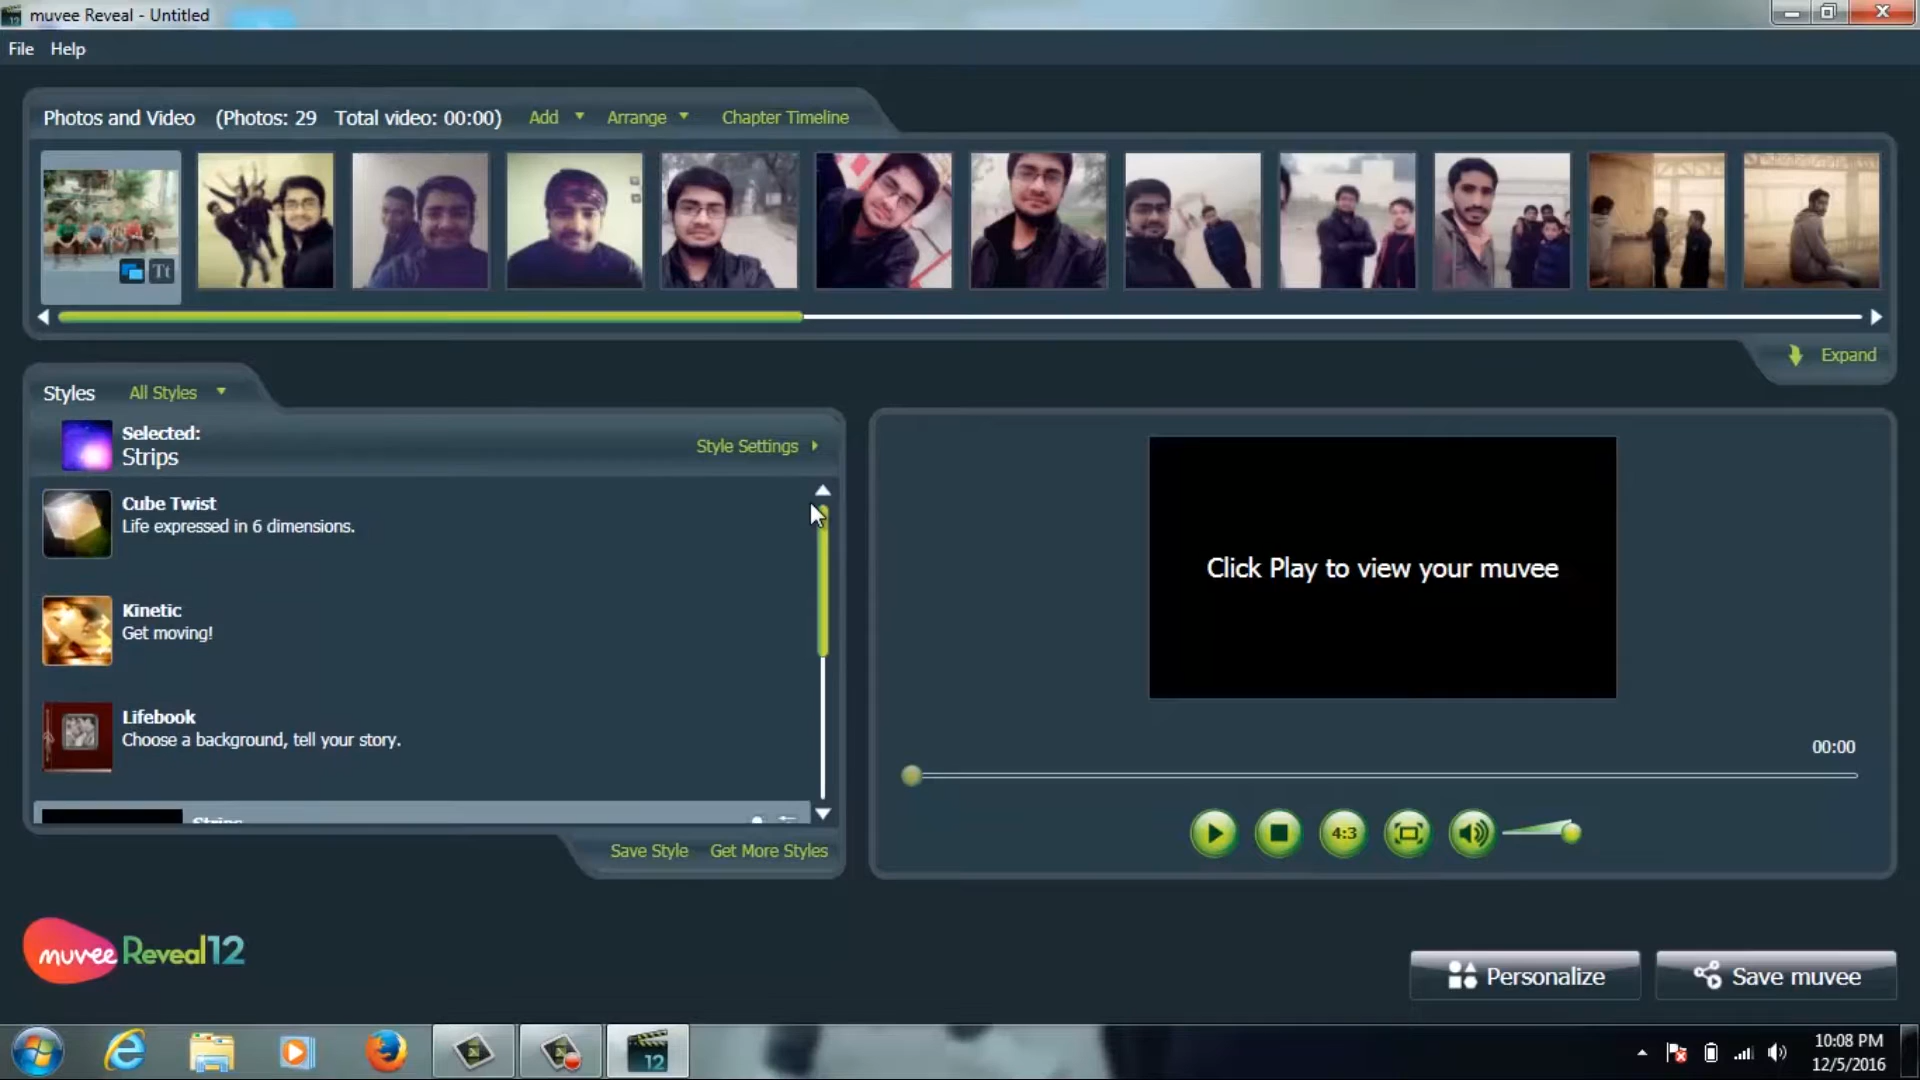 muvee Reveal - Untitled
File Help
Photos and Video (Photos: 29 Total video: 00:00) Add Arrange Chapter Timeline
Tt
Expand
Styles All Styles
Selected:
Strips
Style Settings
Cube Twist
Life expressed in 6 dimensions.
Kinetic
Get moving!
Lifebook
Choose a background, tell your story.
Strips
Save Style Get More Styles
Click Play to view your muvee
00:00
4:3
muvee Reveal12
Personalize
Save muvee
12
10:08 PM
12/5/2016